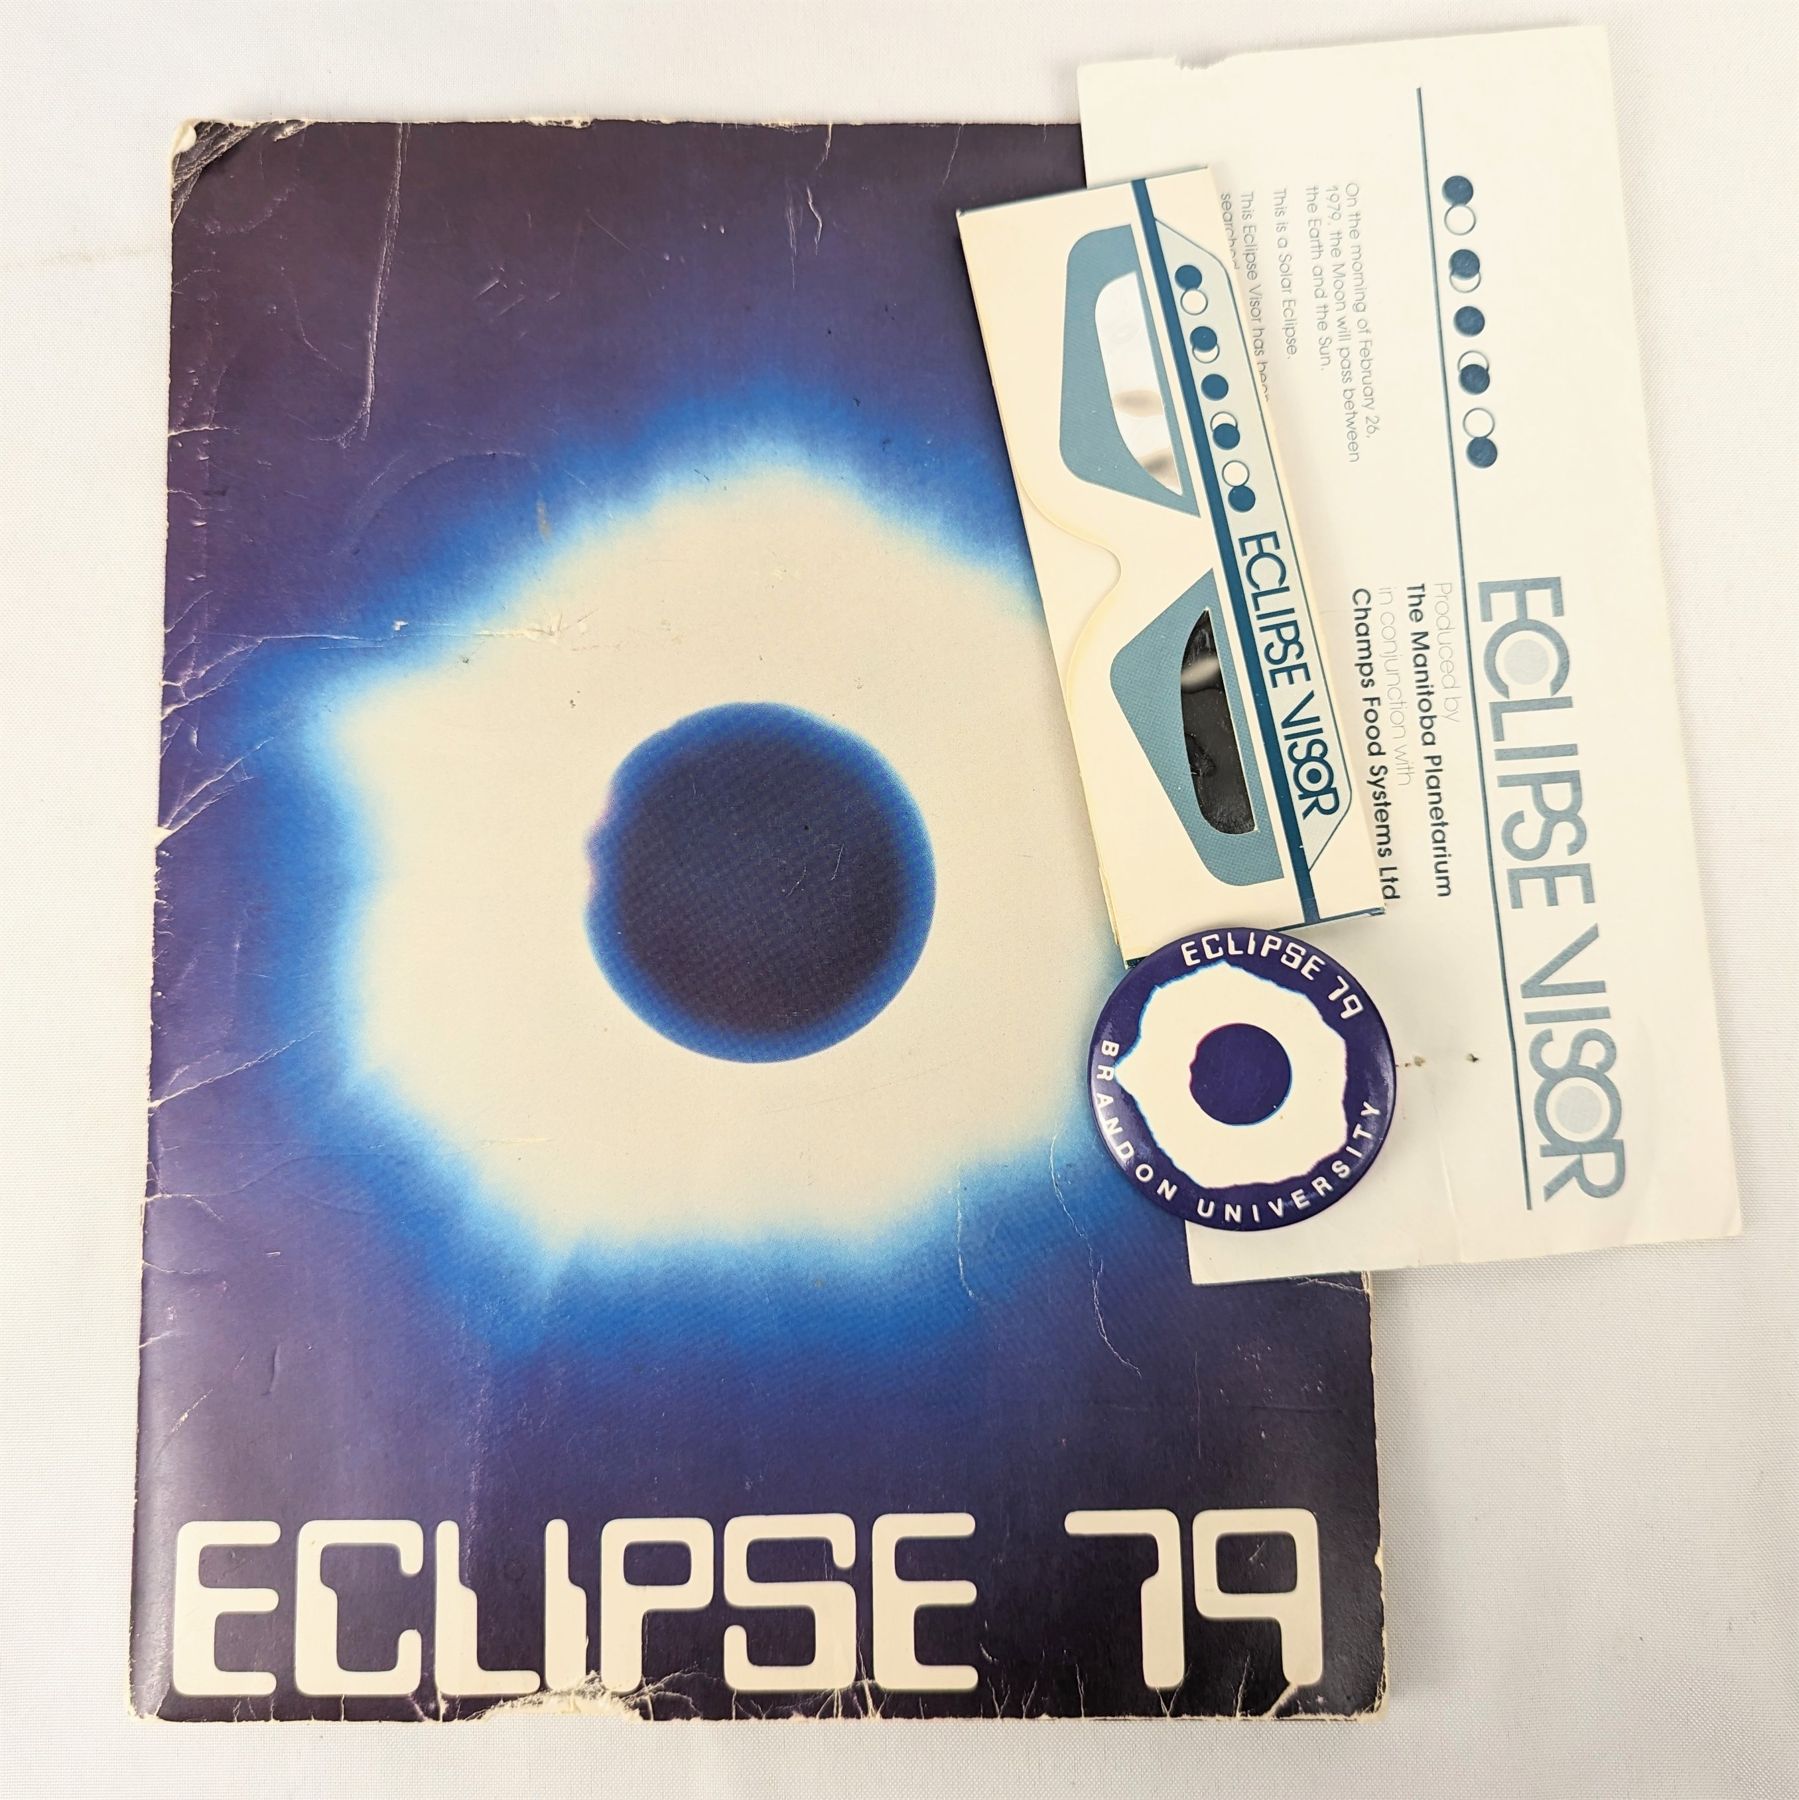 ECLIPSE 79
ECLIPSE VISOR
ECLIPSE 79
BRANDON UNIVERSITY
ECLIPSE VISOR
Produced by
The Manitoba Planetarium
in conjunction with
Champs Food Systems Ltd.
On the morning of February 26,
1979, the Moon will pass between
the Earth and the Sun.
This is a Solar Eclipse.
This Eclipse Visor has been